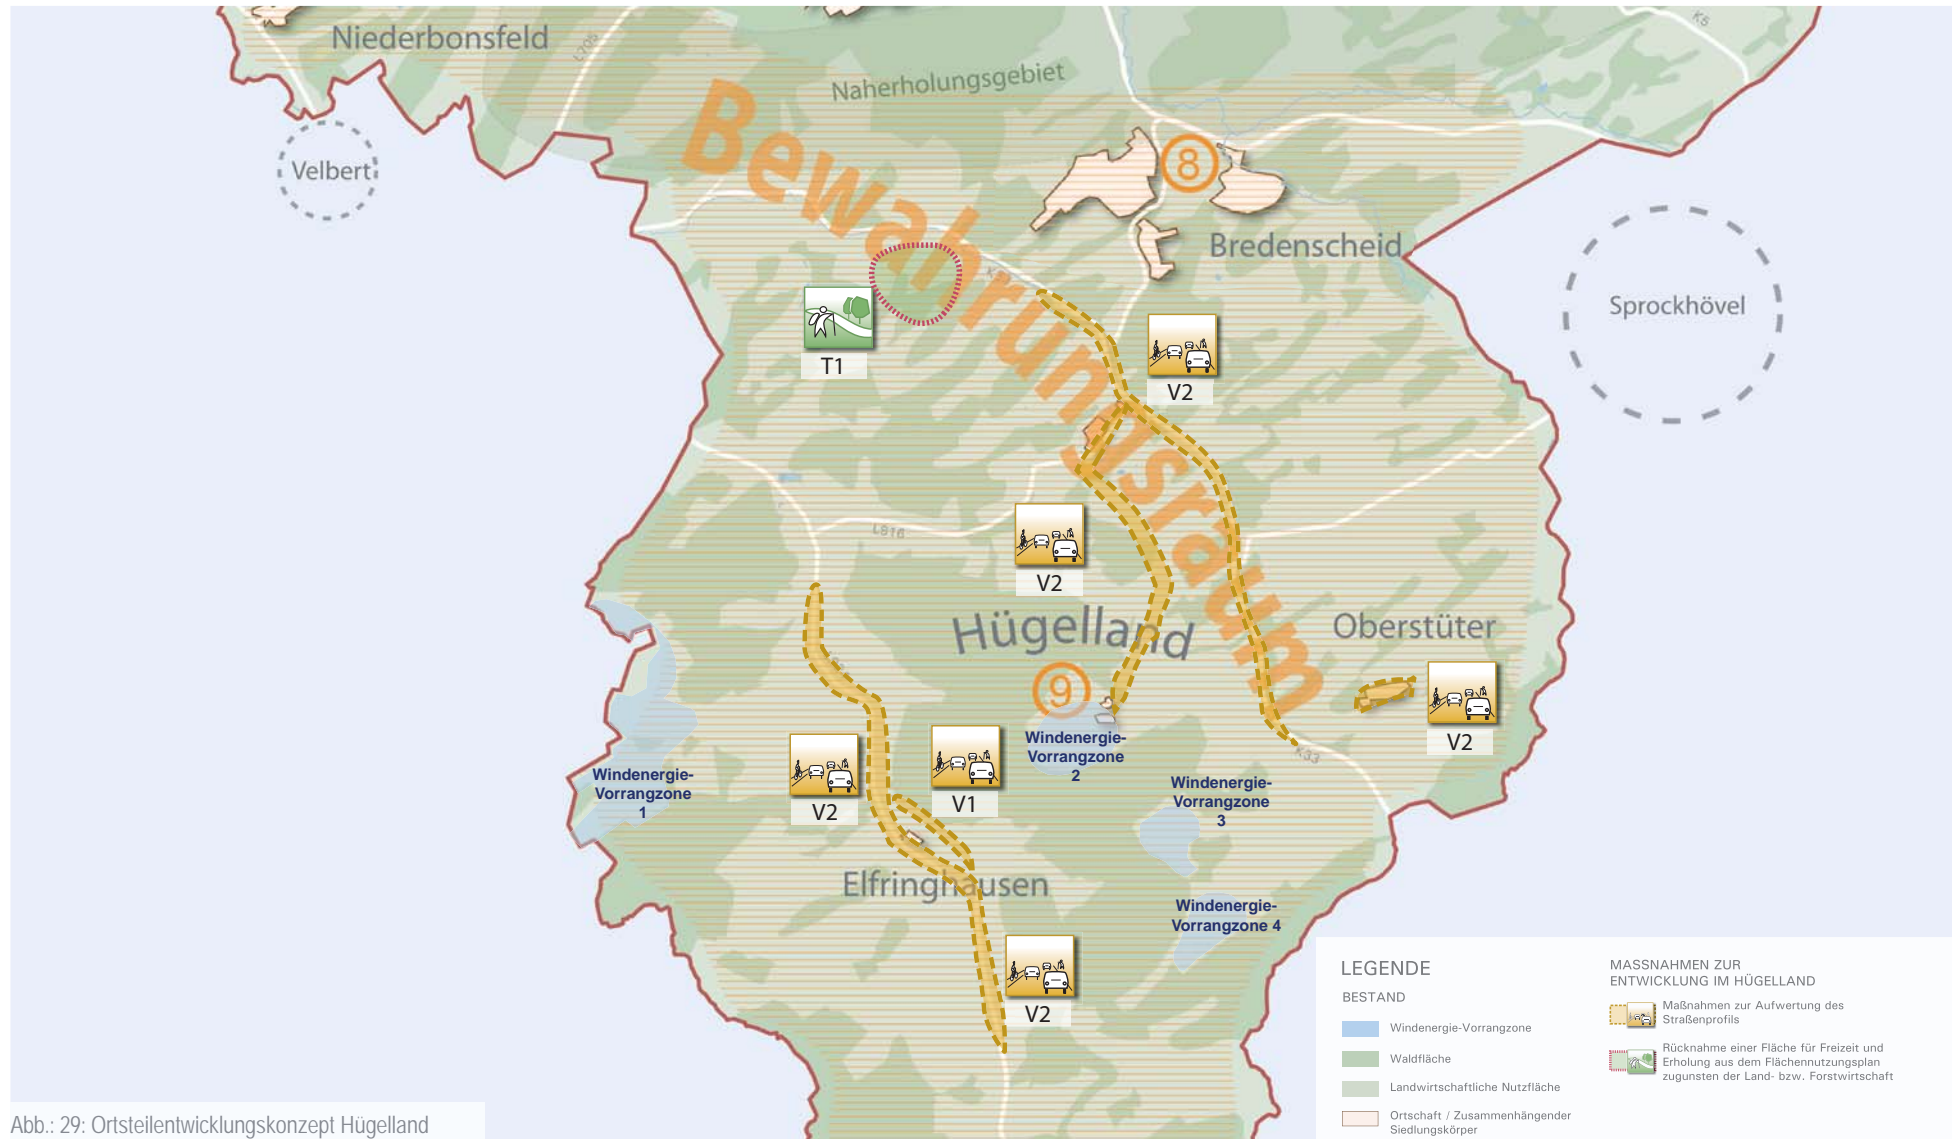 Niederbonsfeld
L705
K5
Naherholungsgebiet
Bewahrungsraum
Velbert
8
Bredenscheid
Sprockhövel
T1
V2
L916
V2
Hügelland
Oberstüter
9
V2
Windenergie-
Vorrangzone
2
K33
Windenergie-
Vorrangzone
1
V2
V1
Windenergie-
Vorrangzone
3
Elfringhausen
Windenergie-
Vorrangzone 4
V2
LEGENDE
BESTAND
Windenergie-Vorrangzone
Waldfläche
Landwirtschaftliche Nutzfläche
Ortschaft / Zusammenhängender
Siedlungskörper
MASSNAHMEN ZUR
ENTWICKLUNG IM HÜGELLAND
Maßnahmen zur Aufwertung des
Straßenprofils
Rücknahme einer Fläche für Freizeit und
Erholung aus dem Flächennutzungsplan
zugunsten der Land- bzw. Forstwirtschaft
Abb.: 29: Ortsteilentwicklungskonzept Hügelland